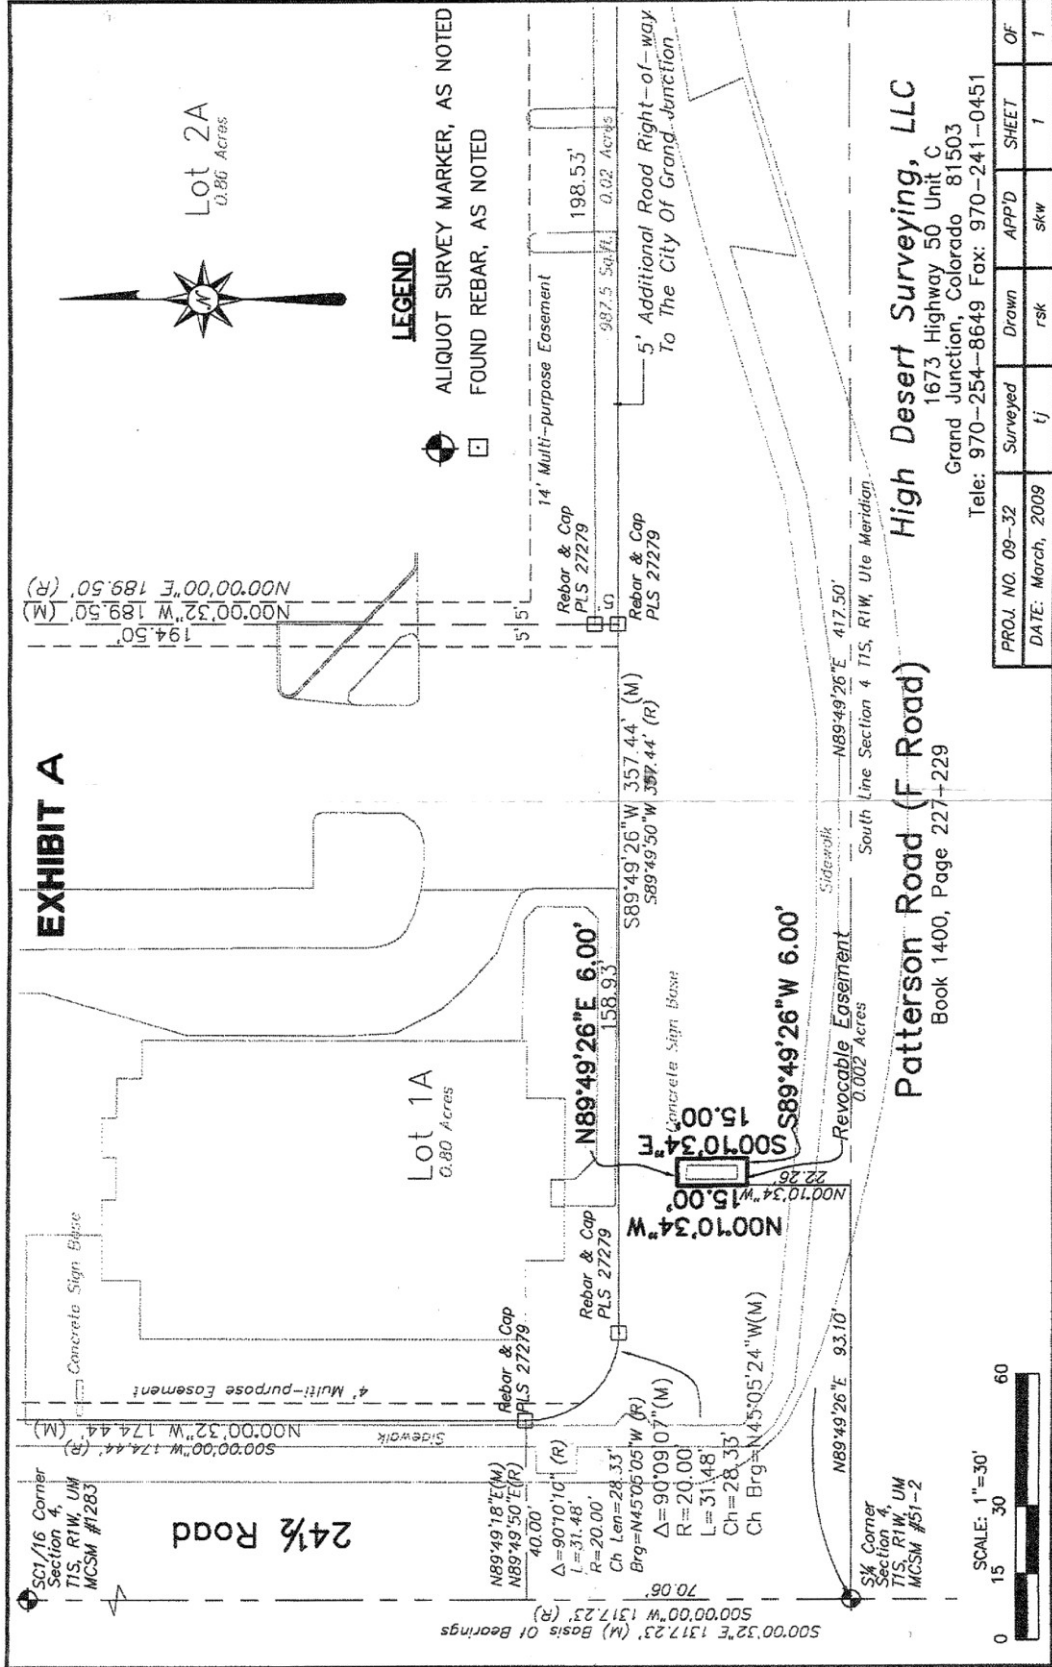 EXHIBIT A
Lot 2A
0.86 Acres
N
LEGEND
ALIQUOT SURVEY MARKER, AS NOTED
FOUND REBAR, AS NOTED
SC1/16 Corner
Section 4,
T1S, R1W, UM
MCSM #1283
24½ Road
S00°00'00"W 174.44' (R)
N00°00'32"W 174.44' (M)
4' Multi-purpose Easement
Sidewalk
Concrete Sign Base
Lot 1A
0.80 Acres
194.50'
N00°00'32"W 189.50' (M)
N00°00'00"E 189.50' (R)
5' 5'
14' Multi-purpose Easement
198.53'
987.5 Sq.ft. 0.02 Acres
5' Additional Road Right-of-way
To The City Of Grand Junction
Rebar & Cap
PLS 27279
5'
Rebar & Cap
PLS 27279
Rebar & Cap
PLS 27279
Rebar & Cap
PLS 27279
N89°49'26"E 6.00'
158.93'
S89°49'26"W 357.44' (M)
S89°49'50"W 357.44' (R)
Concrete Sign Base
N00°10'34"W
15.00'
S00°10'34"E
15.00'
S89°49'26"W 6.00'
N00°10'34"W
22.26'
Revocable Easement
0.002 Acres
Sidewalk
N89°49'18"E(M)
N89°49'50"E(R)
40.00'
Δ=90°10'10" (R)
L=31.48'
R=20.00'
Ch Len=28.33'
Brg=N45°05'05"W (R)
Δ=90°09'07"(M)
R=20.00'
L=31.48'
Ch=28.33'
Ch Brg=N45°05'24"W(M)
70.06'
S00°00'00"W 1317.23' (R)
S00°00'32"E 1317.23' (M) Basis Of Bearings
S¼ Corner
Section 4,
T1S, R1W, UM
MCSM #51-2
N89°49'26"E 93.10'
N89°49'26"E 417.50'
South Line Section 4 T1S, R1W, Ute Meridian
Patterson Road (F Road)
Book 1400, Page 227-229
High Desert Surveying, LLC
1673 Highway 50 Unit C
Grand Junction, Colorado 81503
Tele: 970-254-8649 Fax: 970-241-0451
0 15 30 60
SCALE: 1"=30'
PROJ. NO. 09-32 Surveyed Drawn APP'D SHEET OF
DATE: March, 2009 tj rsk skw 1 1